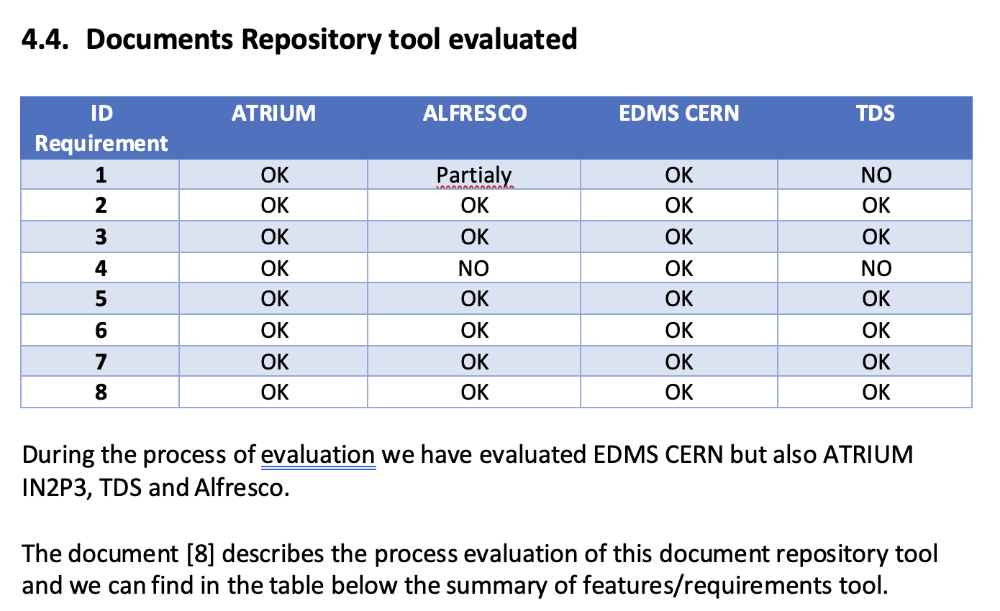 4.4. Documents Repository tool evaluated
ID Requirement ATRIUM ALFRESCO EDMS CERN TDS
1 OK Partialy OK NO
2 OK OK OK OK
3 OK OK OK OK
4 OK NO OK NO
5 OK OK OK OK
6 OK OK OK OK
7 OK OK OK OK
8 OK OK OK OK
During the process of evaluation we have evaluated EDMS CERN but also ATRIUM
IN2P3, TDS and Alfresco.
The document [8] describes the process evaluation of this document repository tool
and we can find in the table below the summary of features/requirements tool.